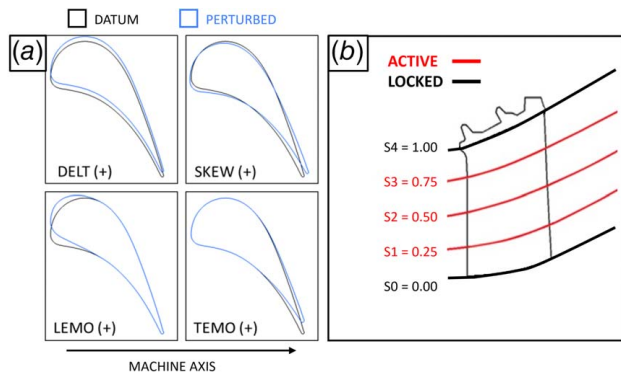 DATUM PERTURBED
(a)
DELT (+)
SKEW (+)
LEMO (+)
TEMO (+)
MACHINE AXIS
(b)
ACTIVE
LOCKED
S4 = 1.00
S3 = 0.75
S2 = 0.50
S1 = 0.25
S0 = 0.00